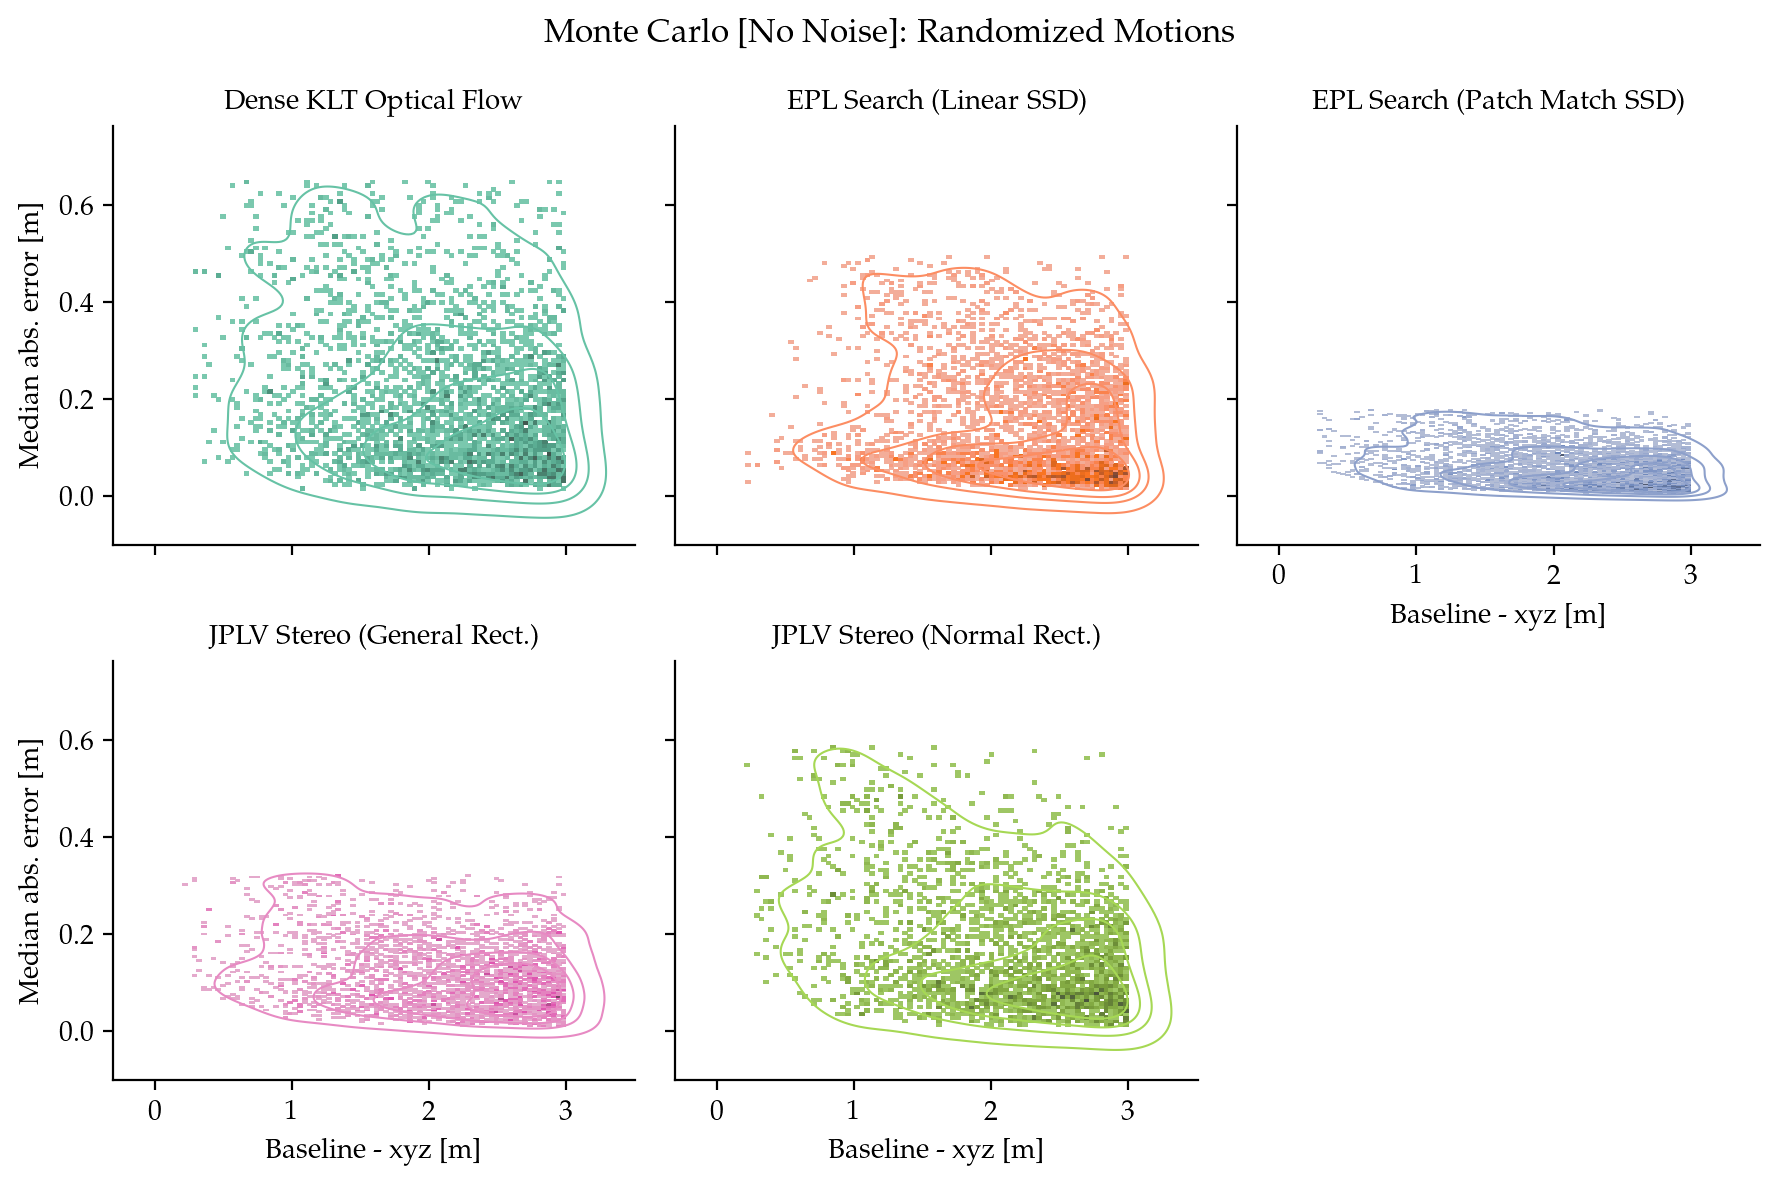 Monte Carlo [No Noise]: Randomized Motions
Dense KLT Optical Flow
EPL Search (Linear SSD)
EPL Search (Patch Match SSD)
Median abs. error [m]
0.6
0.4
0.2
0.0
0 1 2 3
Baseline - xyz [m]
JPLV Stereo (General Rect.)
JPLV Stereo (Normal Rect.)
Median abs. error [m]
0.6
0.4
0.2
0.0
0 1 2 3
Baseline - xyz [m]
0 1 2 3
Baseline - xyz [m]